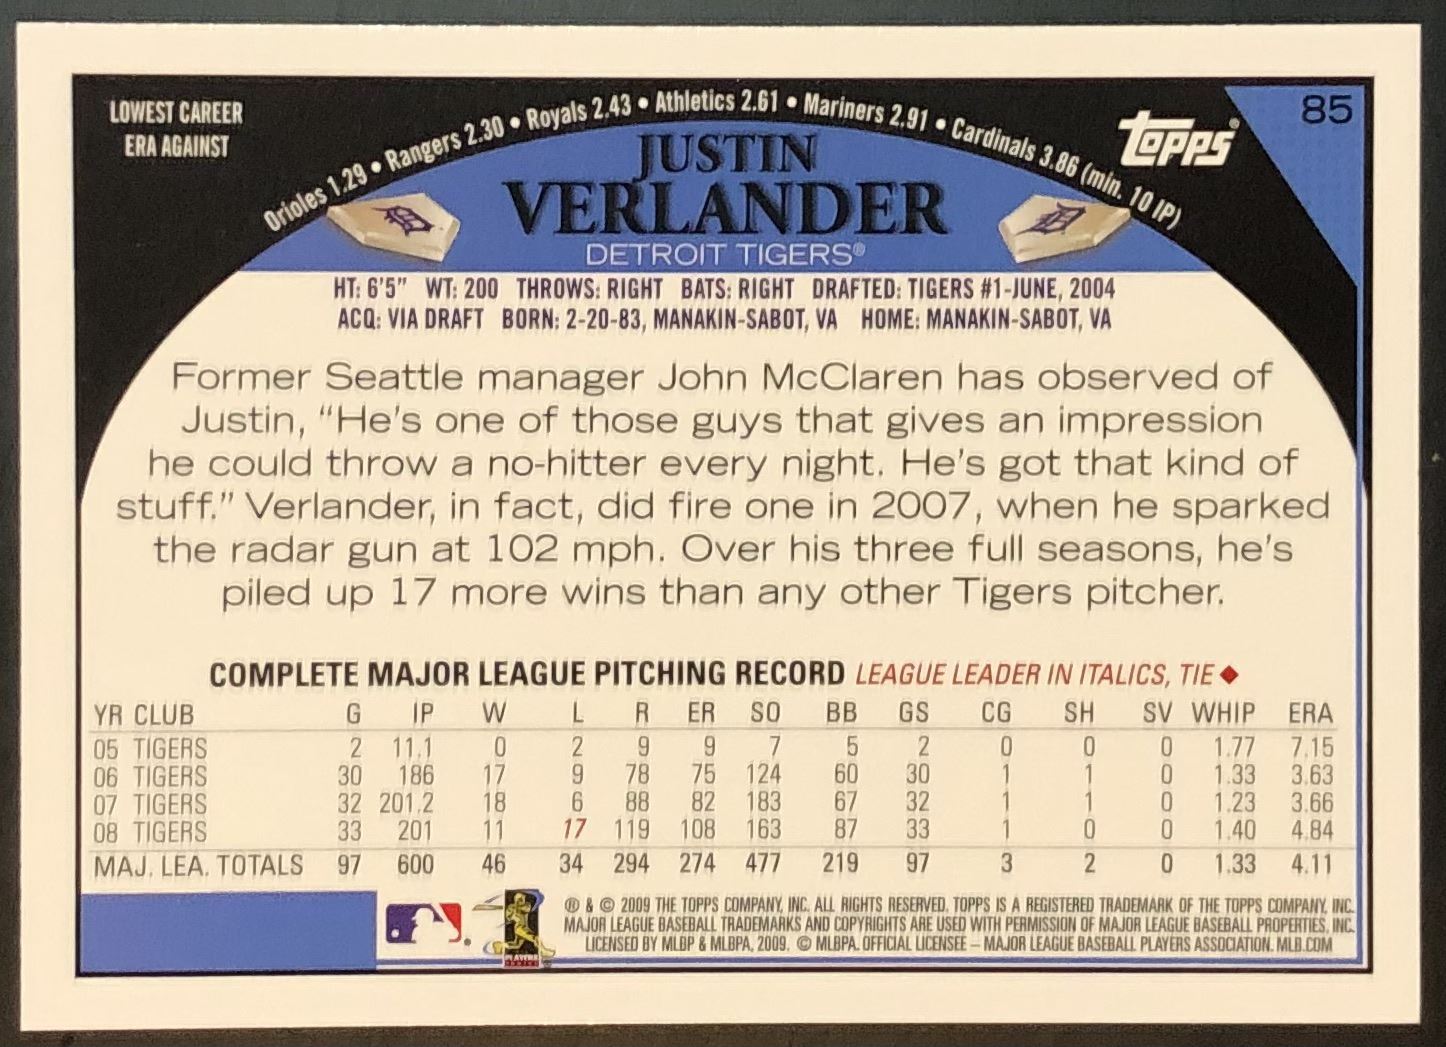 LOWEST CAREER
ERA AGAINST
Orioles 1.29 • Rangers 2.30 • Royals 2.43 • Athletics 2.61 • Mariners 2.91 • Cardinals 3.86 (min. 10 IP)
topps®
85
JUSTIN
VERLANDER
DETROIT TIGERS®
HT: 6'5" WT: 200 THROWS: RIGHT BATS: RIGHT DRAFTED: TIGERS #1-JUNE, 2004
ACQ: VIA DRAFT BORN: 2-20-83, MANAKIN-SABOT, VA HOME: MANAKIN-SABOT, VA
Former Seattle manager John McClaren has observed of
Justin, "He's one of those guys that gives an impression
he could throw a no-hitter every night. He's got that kind of
stuff." Verlander, in fact, did fire one in 2007, when he sparked
the radar gun at 102 mph. Over his three full seasons, he's
piled up 17 more wins than any other Tigers pitcher.
COMPLETE MAJOR LEAGUE PITCHING RECORD LEAGUE LEADER IN ITALICS, TIE ◆
YR CLUB G IP W L R ER SO BB GS CG SH SV WHIP ERA
05 TIGERS 2 11.1 0 2 9 9 7 5 2 0 0 0 1.77 7.15
06 TIGERS 30 186 17 9 78 75 124 60 30 1 1 0 1.33 3.63
07 TIGERS 32 201.2 18 6 88 82 183 67 32 1 1 0 1.23 3.66
08 TIGERS 33 201 11 17 119 108 163 87 33 1 0 0 1.40 4.84
MAJ. LEA. TOTALS 97 600 46 34 294 274 477 219 97 3 2 0 1.33 4.11
® & © 2009 THE TOPPS COMPANY, INC. ALL RIGHTS RESERVED. TOPPS IS A REGISTERED TRADEMARK OF THE TOPPS COMPANY, INC.
MAJOR LEAGUE BASEBALL TRADEMARKS AND COPYRIGHTS ARE USED WITH PERMISSION OF MAJOR LEAGUE BASEBALL PROPERTIES, INC.
LICENSED BY MLBP & MLBPA, 2009. © MLBPA. OFFICIAL LICENSEE – MAJOR LEAGUE BASEBALL PLAYERS ASSOCIATION. MLB.COM
PLAYERS